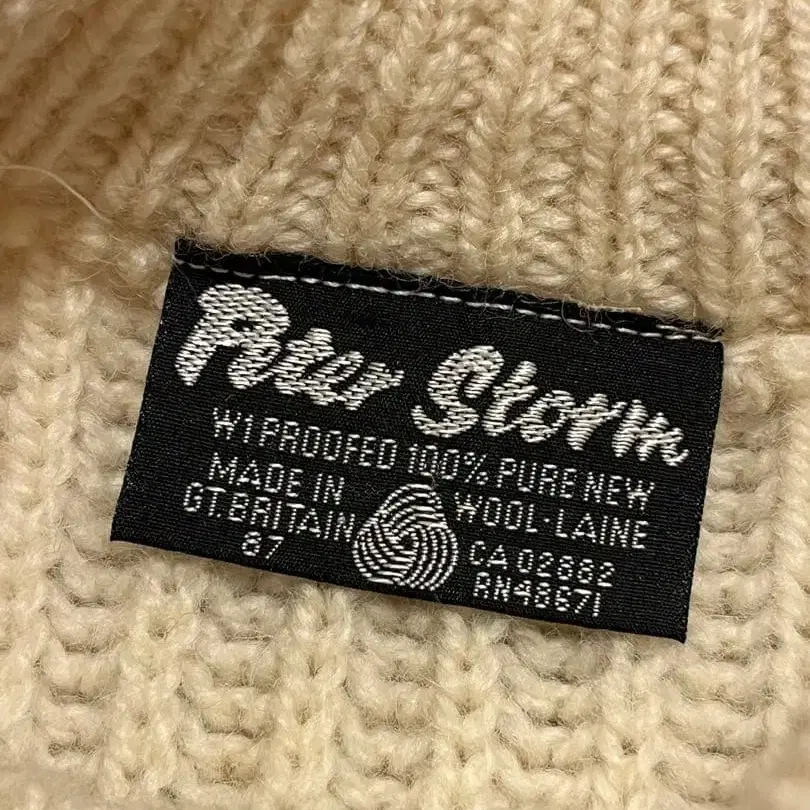 Peter Storm
W1 PROOFED 100% PURE NEW
MADE IN WOOL-LAINE
GT. BRITAIN CA 02882
87 RN48671